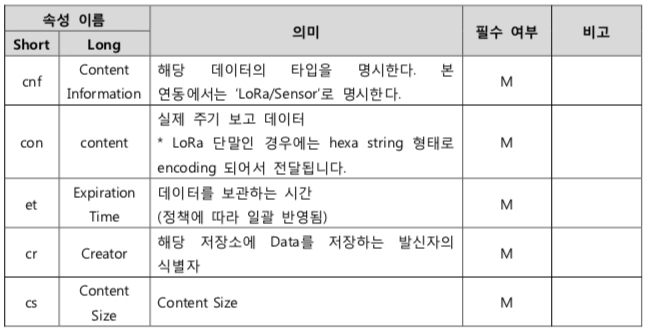 속성 이름
의미
필수 여부
비고
Short
Long
cnf
Content
Information
해당 데이터의 타입을 명시한다. 본
연동에서는 'LoRa/Sensor'로 명시한다.
M
con
content
실제 주기 보고 데이터
* LoRa 단말인 경우에는 hexa string 형태로
encoding 되어서 전달됩니다.
M
et
Expiration
Time
데이터를 보관하는 시간
(정책에 따라 일괄 반영됨)
M
cr
Creator
해당 저장소에 Data를 저장하는 발신자의
식별자
M
cs
Content
Size
Content Size
M